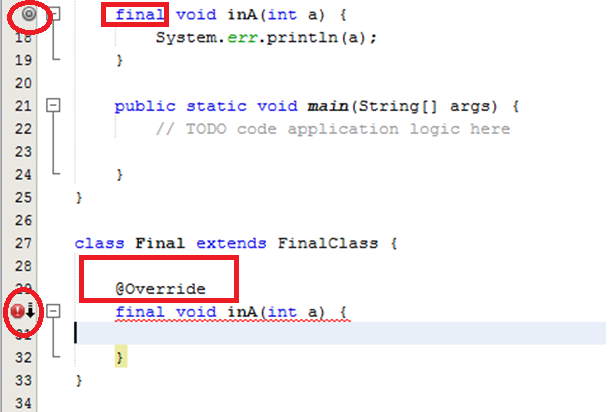 final void inA(int a) {
18 System.err.println(a);
19 }
20
21 public static void main(String[] args) {
22 // TODO code application logic here
23
24 }
25 }
26
27 class Final extends FinalClass {
28
29 @Override
final void inA(int a) {
31
32 }
33 }
34